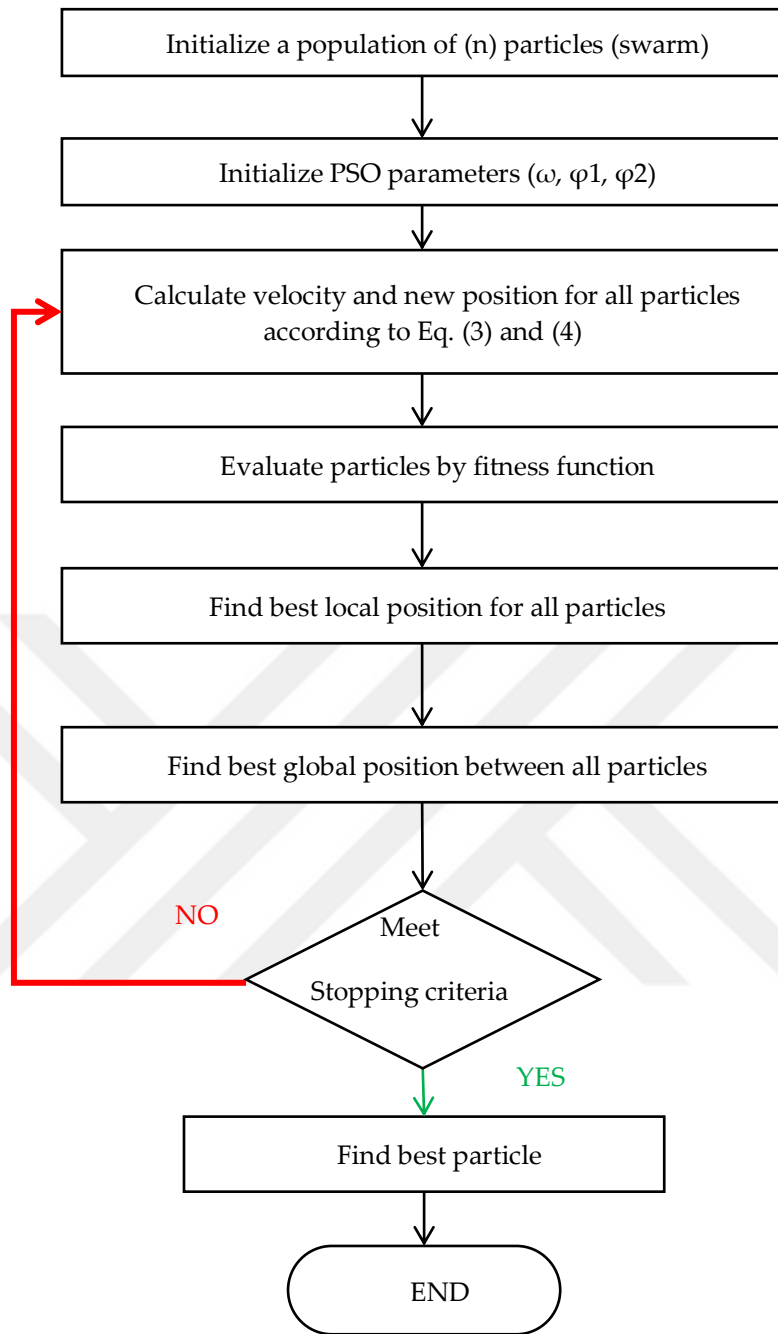 Initialize a population of (n) particles (swarm)
Initialize PSO parameters (ω, φ1, φ2)
Calculate velocity and new position for all particles
according to Eq. (3) and (4)
Evaluate particles by fitness function
Find best local position for all particles
Find best global position between all particles
NO
Meet
Stopping criteria
YES
Find best particle
END